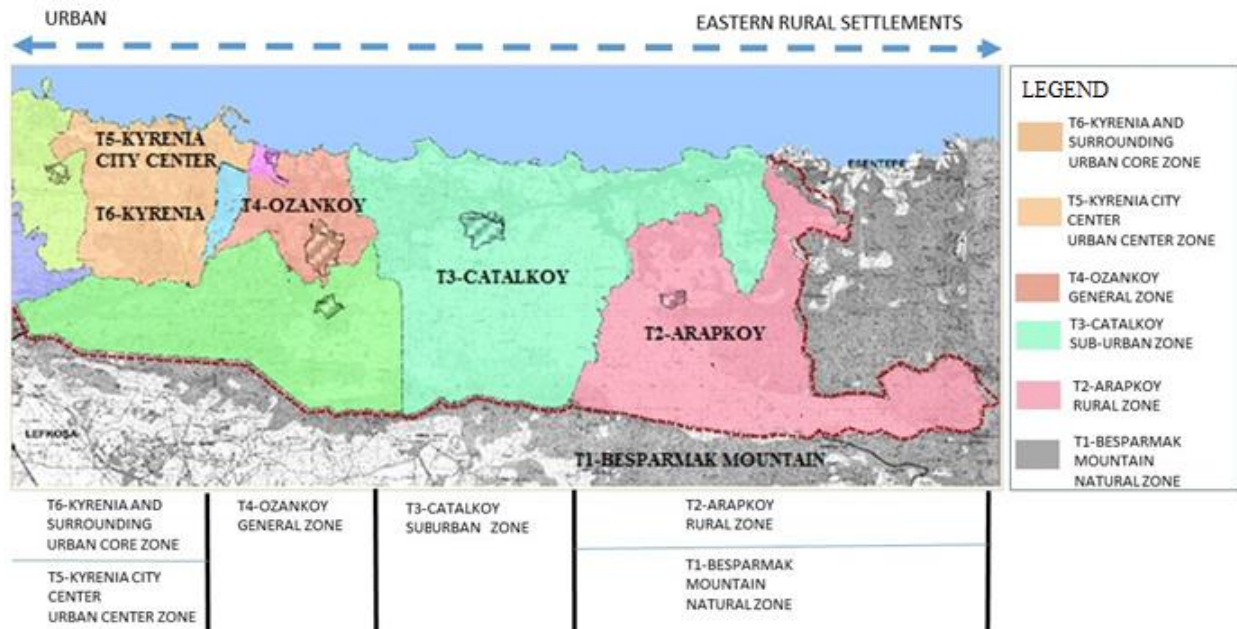 URBAN
EASTERN RURAL SETTLEMENTS
T5-KYRENIA
CITY CENTER
T6-KYRENIA
T4-OZANKOY
T3-CATALKOY
T2-ARAPKOY
T1-BESPARMAK MOUNTAIN
ESENTEPE
LEFKOŞA
LEGEND
T6-KYRENIA AND
SURROUNDING
URBAN CORE ZONE
T5-KYRENIA CITY
CENTER
URBAN CENTER ZONE
T4-OZANKOY
GENERAL ZONE
T3-CATALKOY
SUB-URBAN ZONE
T2-ARAPKOY
RURAL ZONE
T1-BESPARMAK
MOUNTAIN
NATURAL ZONE
T6-KYRENIA AND
SURROUNDING
URBAN CORE ZONE
T5-KYRENIA CITY
CENTER
URBAN CENTER ZONE
T4-OZANKOY
GENERAL ZONE
T3-CATALKOY
SUBURBAN ZONE
T2-ARAPKOY
RURAL ZONE
T1-BESPARMAK
MOUNTAIN
NATURAL ZONE